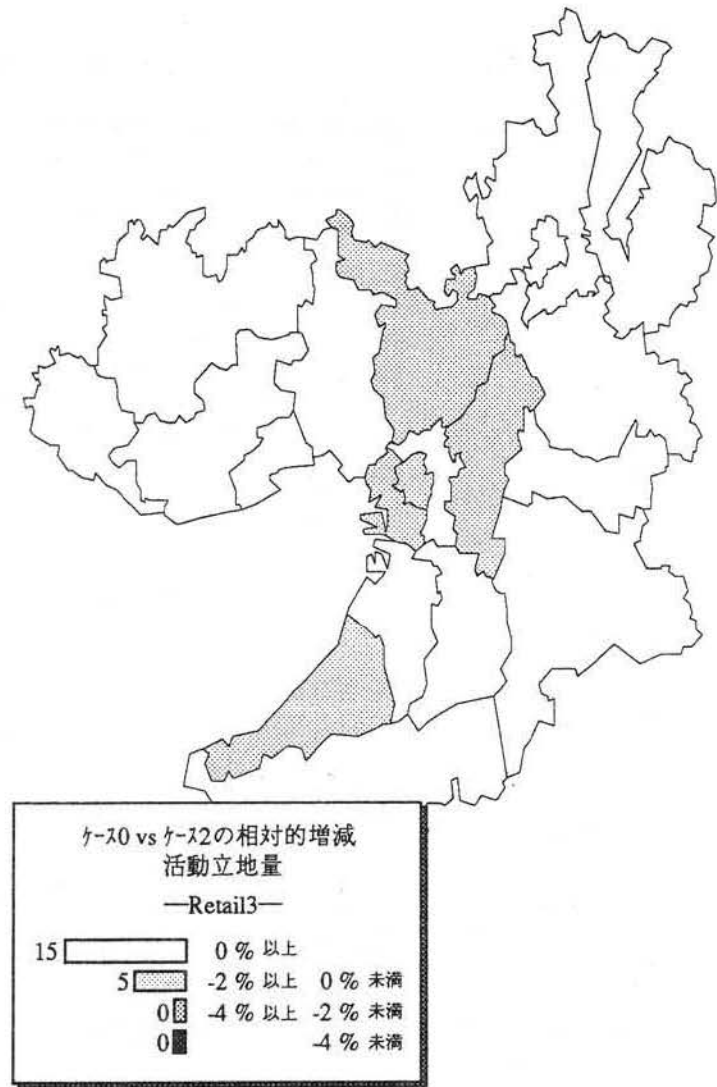 ｹｰｽ0 vs ｹｰｽ2の相対的増減
活動立地量
—Retail3—
15 0 % 以上
5 -2 % 以上 0 % 未満
0 -4 % 以上 -2 % 未満
0 -4 % 未満